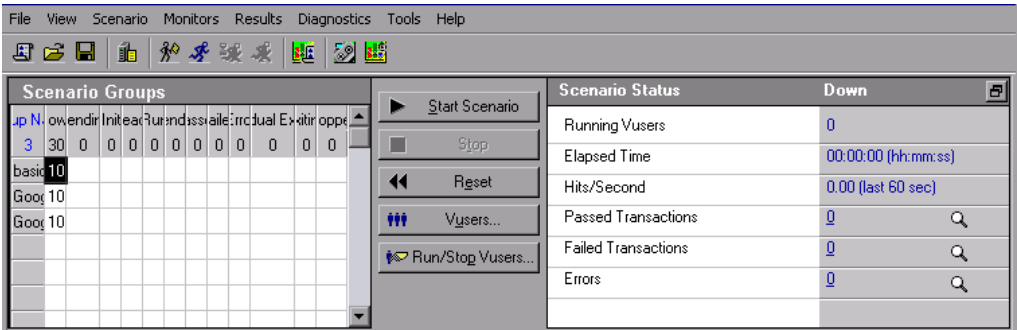 File View Scenario Monitors Results Diagnostics Tools Help
Scenario Groups
3 30 0 0 0 0 0 0 0 0 0 0
basic 10
Goog 10
Goog 10
Start Scenario
Stop
Reset
Vusers...
Run/Stop Vusers...
Scenario Status Down
Running Vusers 0
Elapsed Time 00:00:00 (hh:mm:ss)
Hits/Second 0.00 (last 60 sec)
Passed Transactions 0
Failed Transactions 0
Errors 0